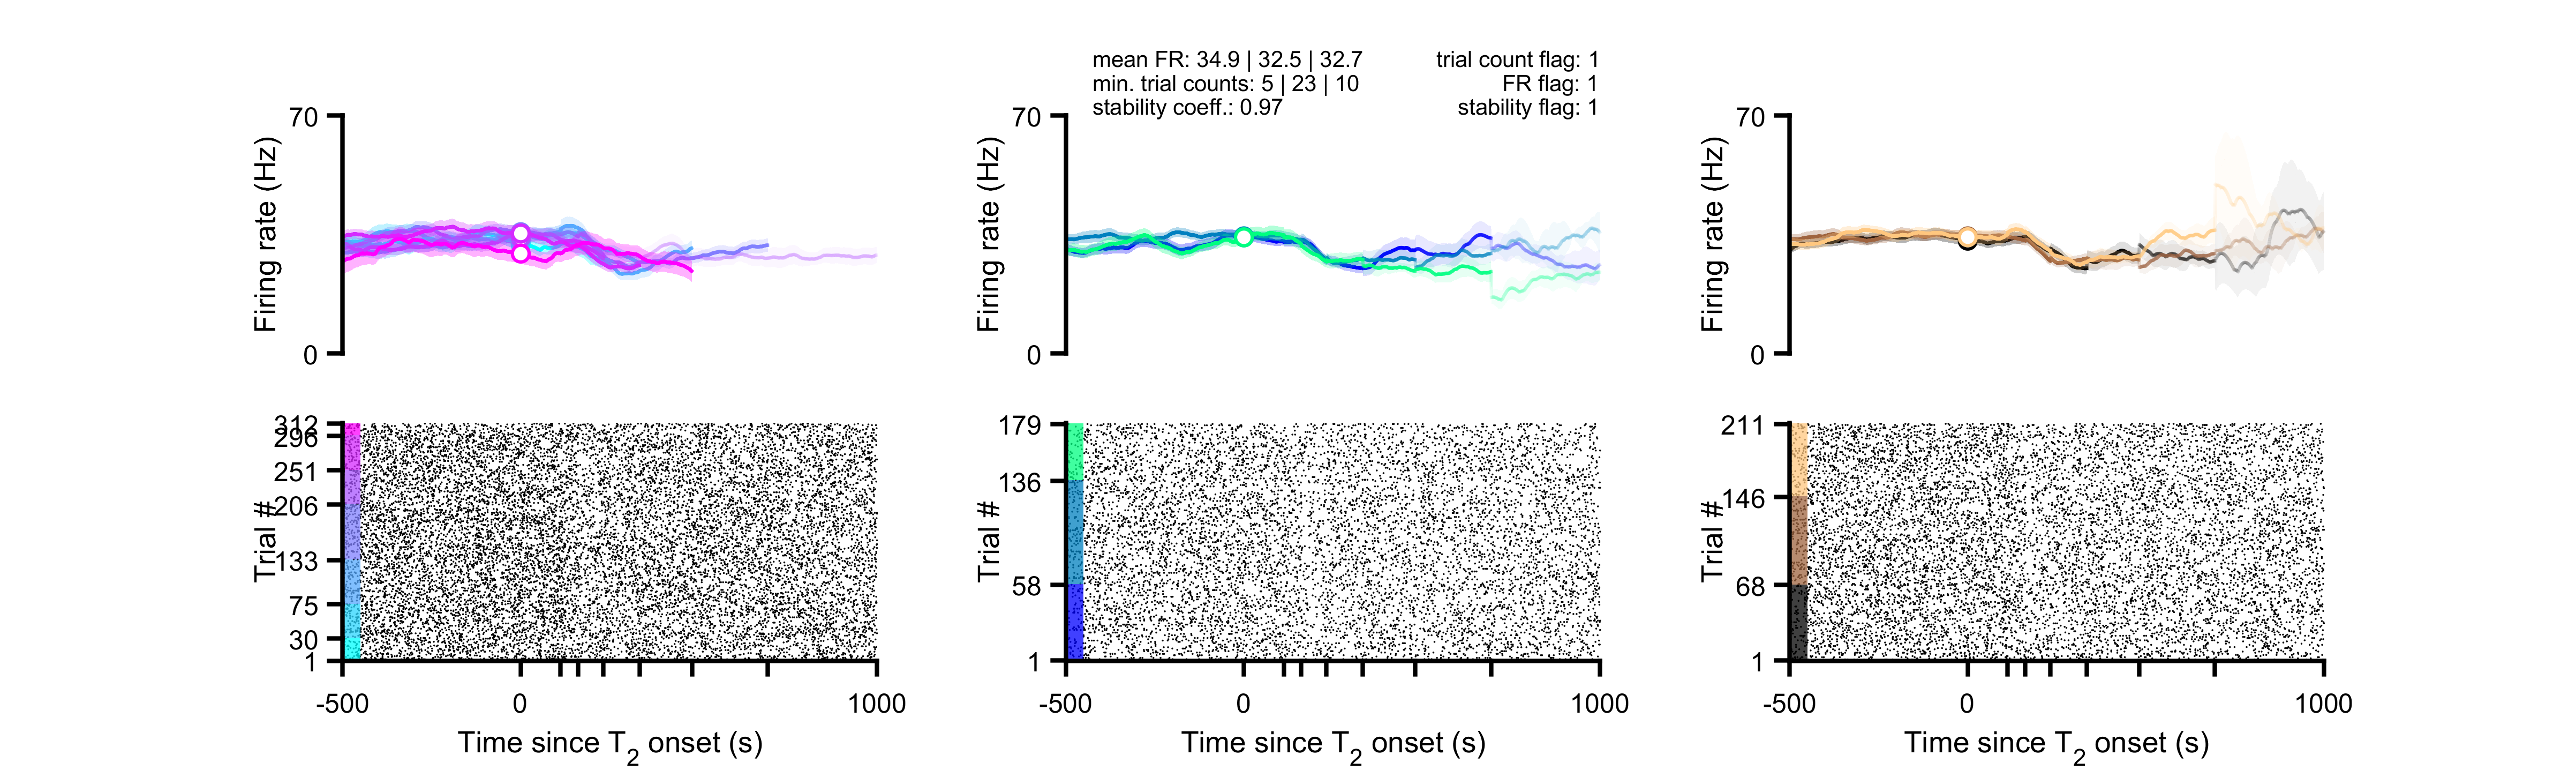 mean FR: 34.9 | 32.5 | 32.7
min. trial counts: 5 | 23 | 10
stability coeff.: 0.97
trial count flag: 1
FR flag: 1
stability flag: 1
70
Firing rate (Hz)
0
70
Firing rate (Hz)
0
70
Firing rate (Hz)
0
312
296
251
206
133
75
30
1
Trial #
-500
0
1000
Time since T2 onset (s)
179
136
58
1
Trial #
-500
0
1000
Time since T2 onset (s)
211
146
68
1
Trial #
-500
0
1000
Time since T2 onset (s)